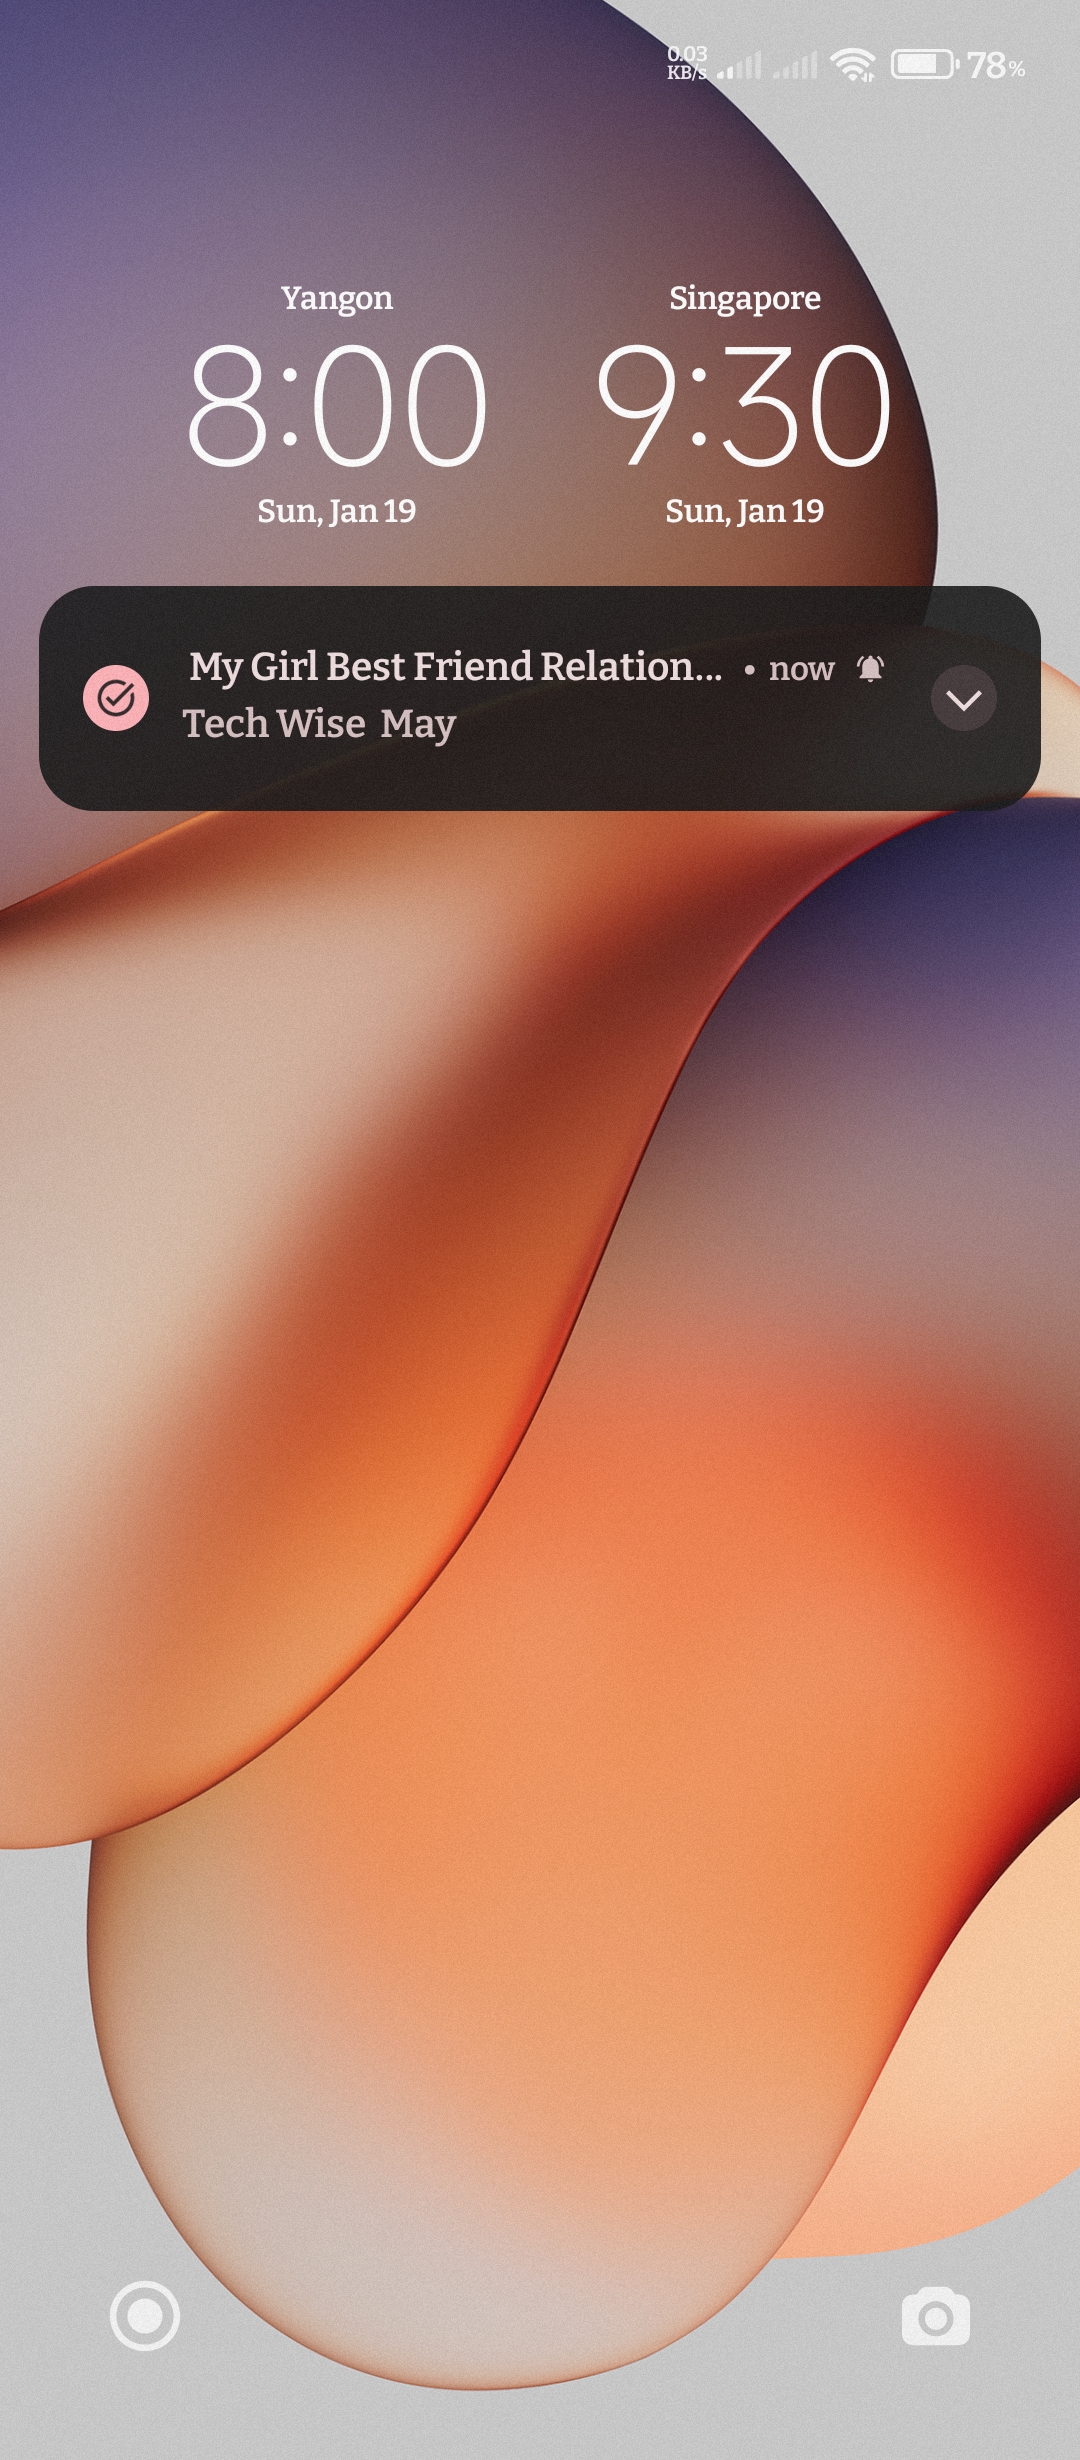 0.03
KB/s
78%
Yangon
8:00
Sun, Jan 19
Singapore
9:30
Sun, Jan 19
My Girl Best Friend Relation... • now
Tech Wise May